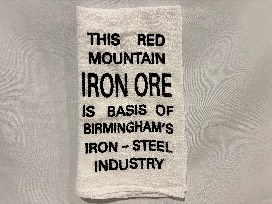 THIS RED
MOUNTAIN
IRON ORE
IS BASIS OF
BIRMINGHAM'S
IRON - STEEL
INDUSTRY